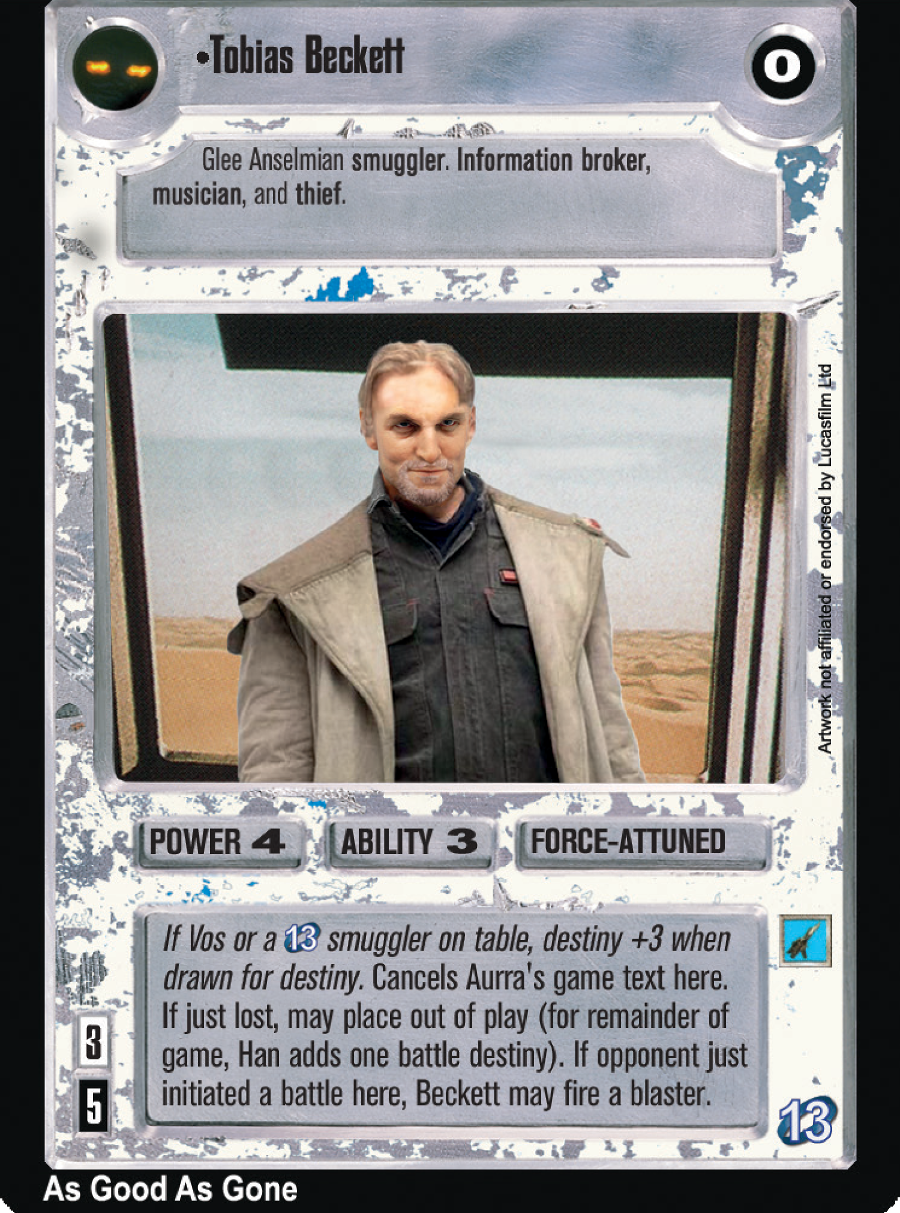 •Tobias Beckett
0
Glee Anselmian smuggler. Information broker,
musician, and thief.
Artwork not affiliated or endorsed by Lucasfilm Ltd
POWER 4
ABILITY 3
FORCE-ATTUNED
If Vos or a 13 smuggler on table, destiny +3 when
drawn for destiny. Cancels Aurra's game text here.
If just lost, may place out of play (for remainder of
game, Han adds one battle destiny). If opponent just
initiated a battle here, Beckett may fire a blaster.
3
5
13
As Good As Gone